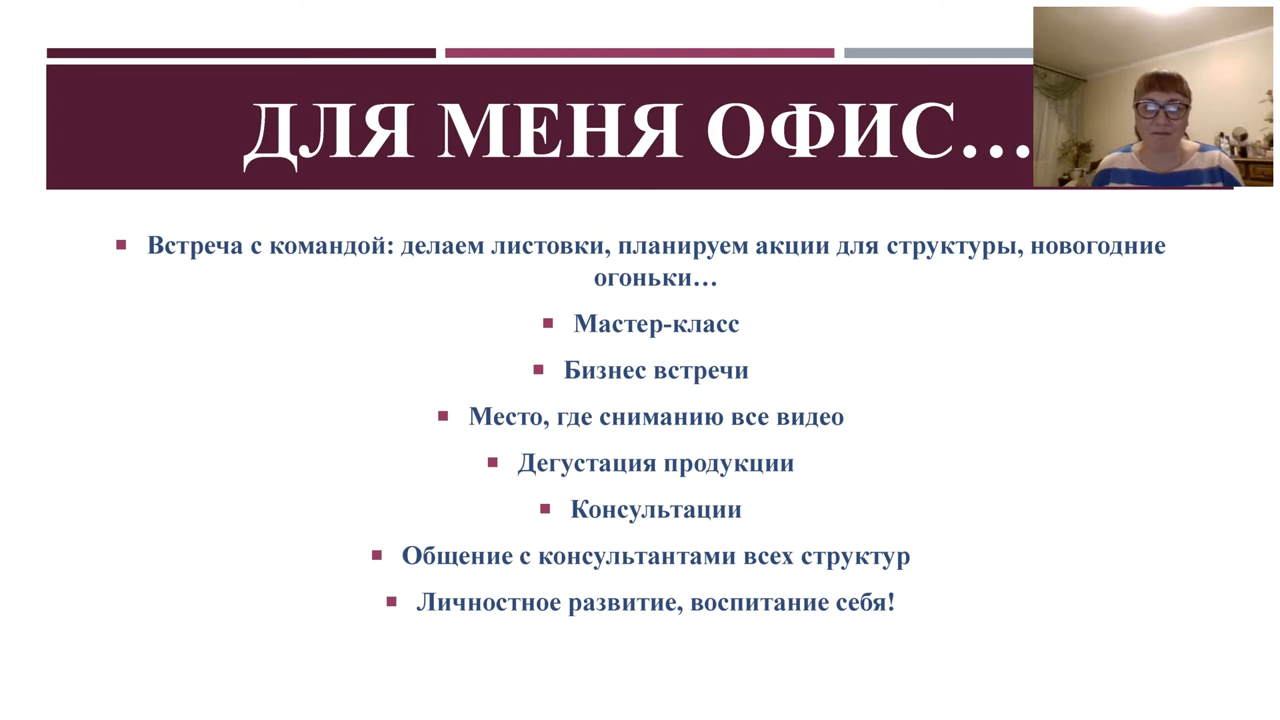 ДЛЯ МЕНЯ ОФИС…
Встреча с командой: делаем листовки, планируем акции для структуры, новогодние
огоньки…
Мастер-класс
Бизнес встречи
Место, где сниманию все видео
Дегустация продукции
Консультации
Общение с консультантами всех структур
Личностное развитие, воспитание себя!